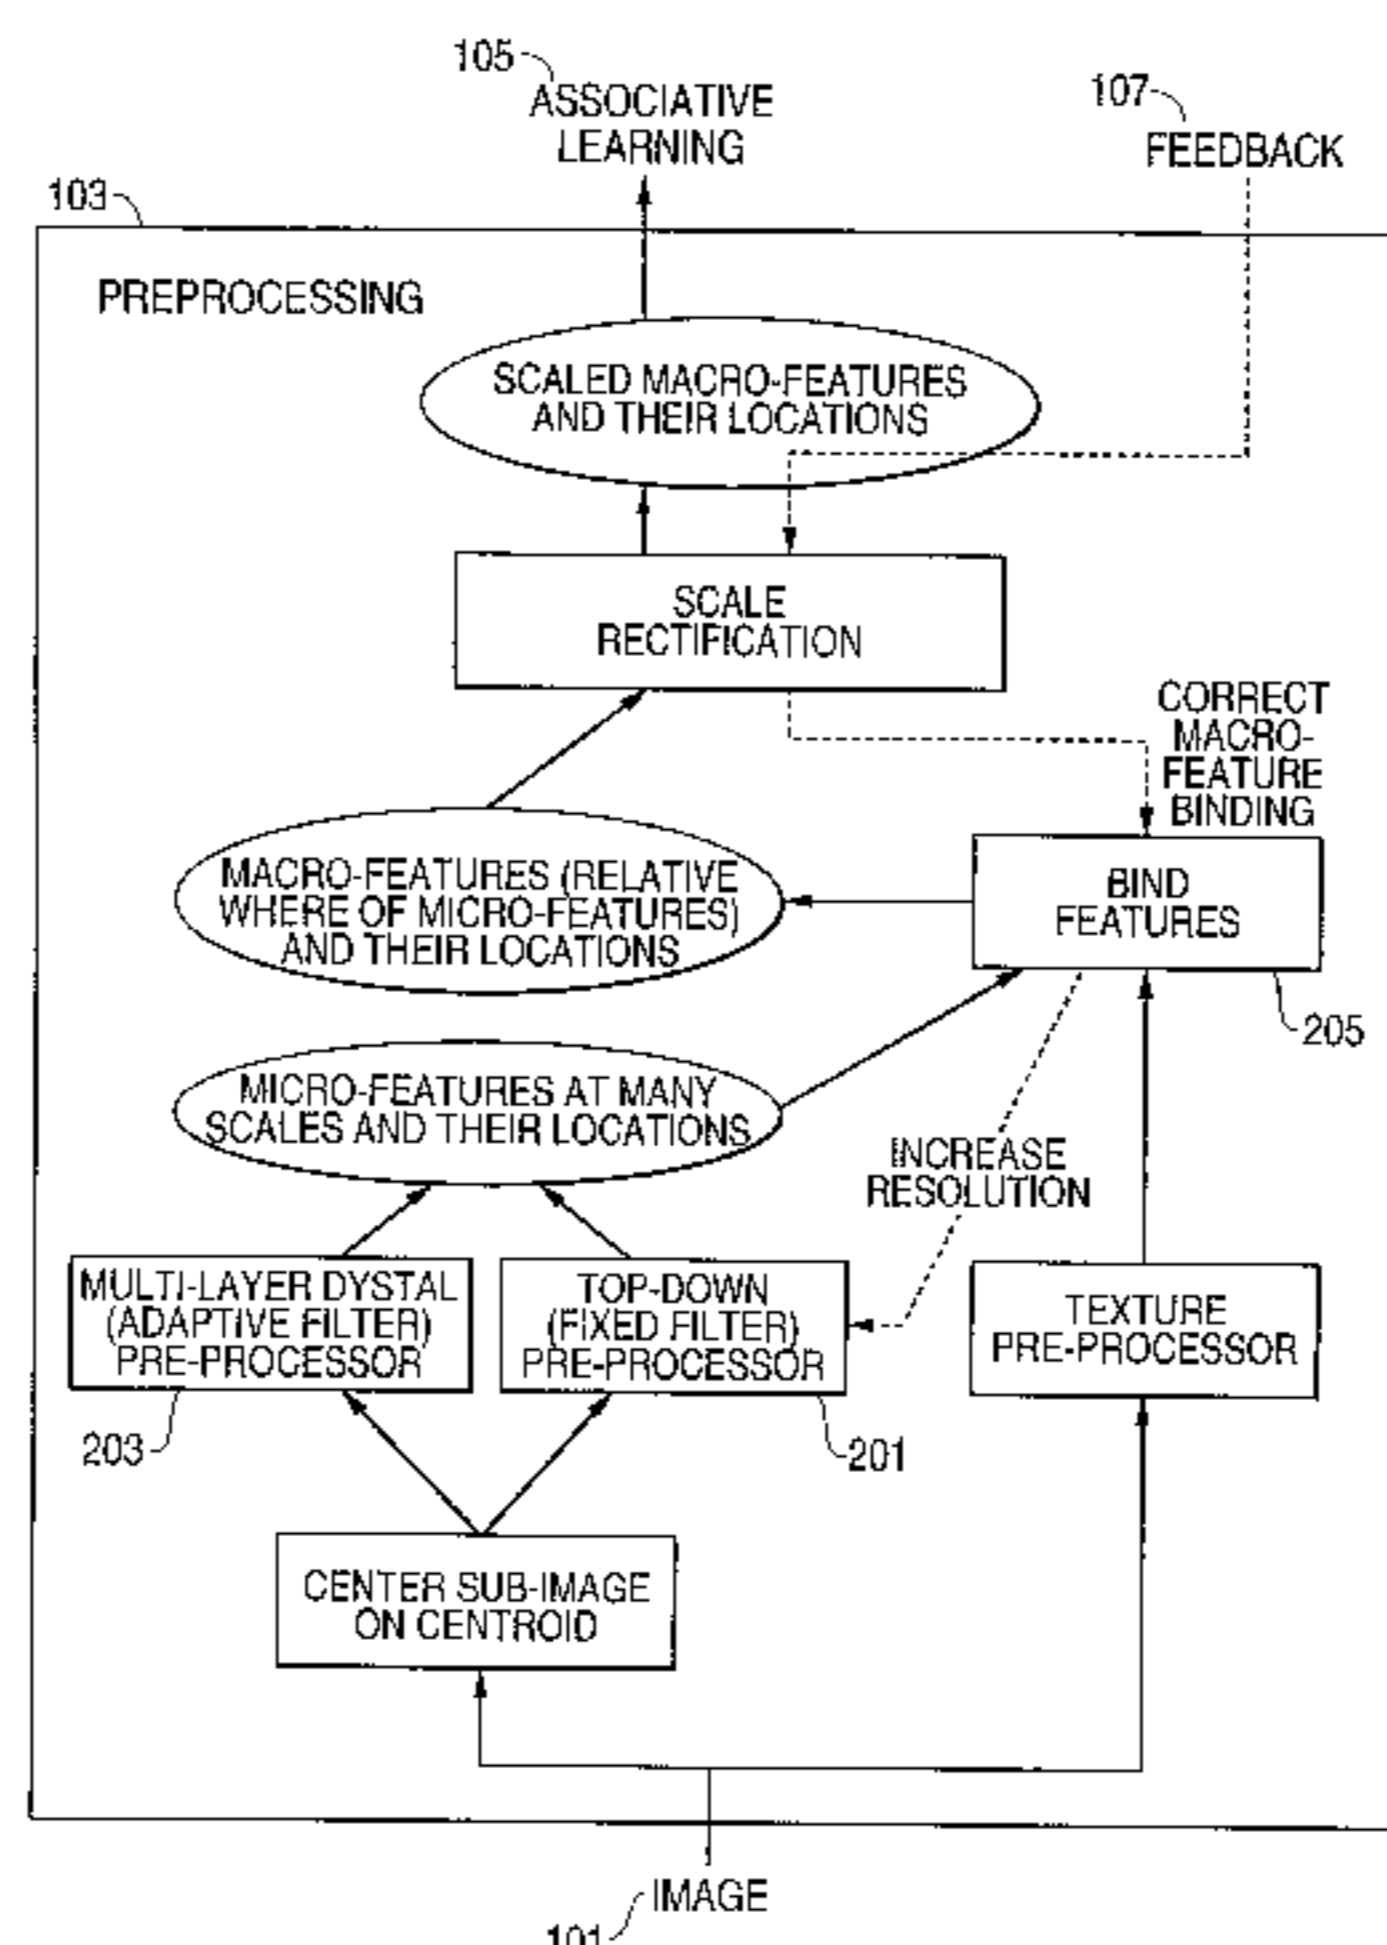 105
ASSOCIATIVE
LEARNING
107
FEEDBACK
103
PREPROCESSING
SCALED MACRO-FEATURES
AND THEIR LOCATIONS
SCALE
RECTIFICATION
CORRECT
MACRO-
FEATURE
BINDING
MACRO-FEATURES (RELATIVE
WHERE OF MICRO-FEATURES)
AND THEIR LOCATIONS
BIND
FEATURES
205
MICRO-FEATURES AT MANY
SCALES AND THEIR LOCATIONS
INCREASE
RESOLUTION
MULTI-LAYER DYSTAL
(ADAPTIVE FILTER)
PRE-PROCESSOR
TOP-DOWN
(FIXED FILTER)
PRE-PROCESSOR
TEXTURE
PRE-PROCESSOR
203
201
CENTER SUB-IMAGE
ON CENTROID
IMAGE
101